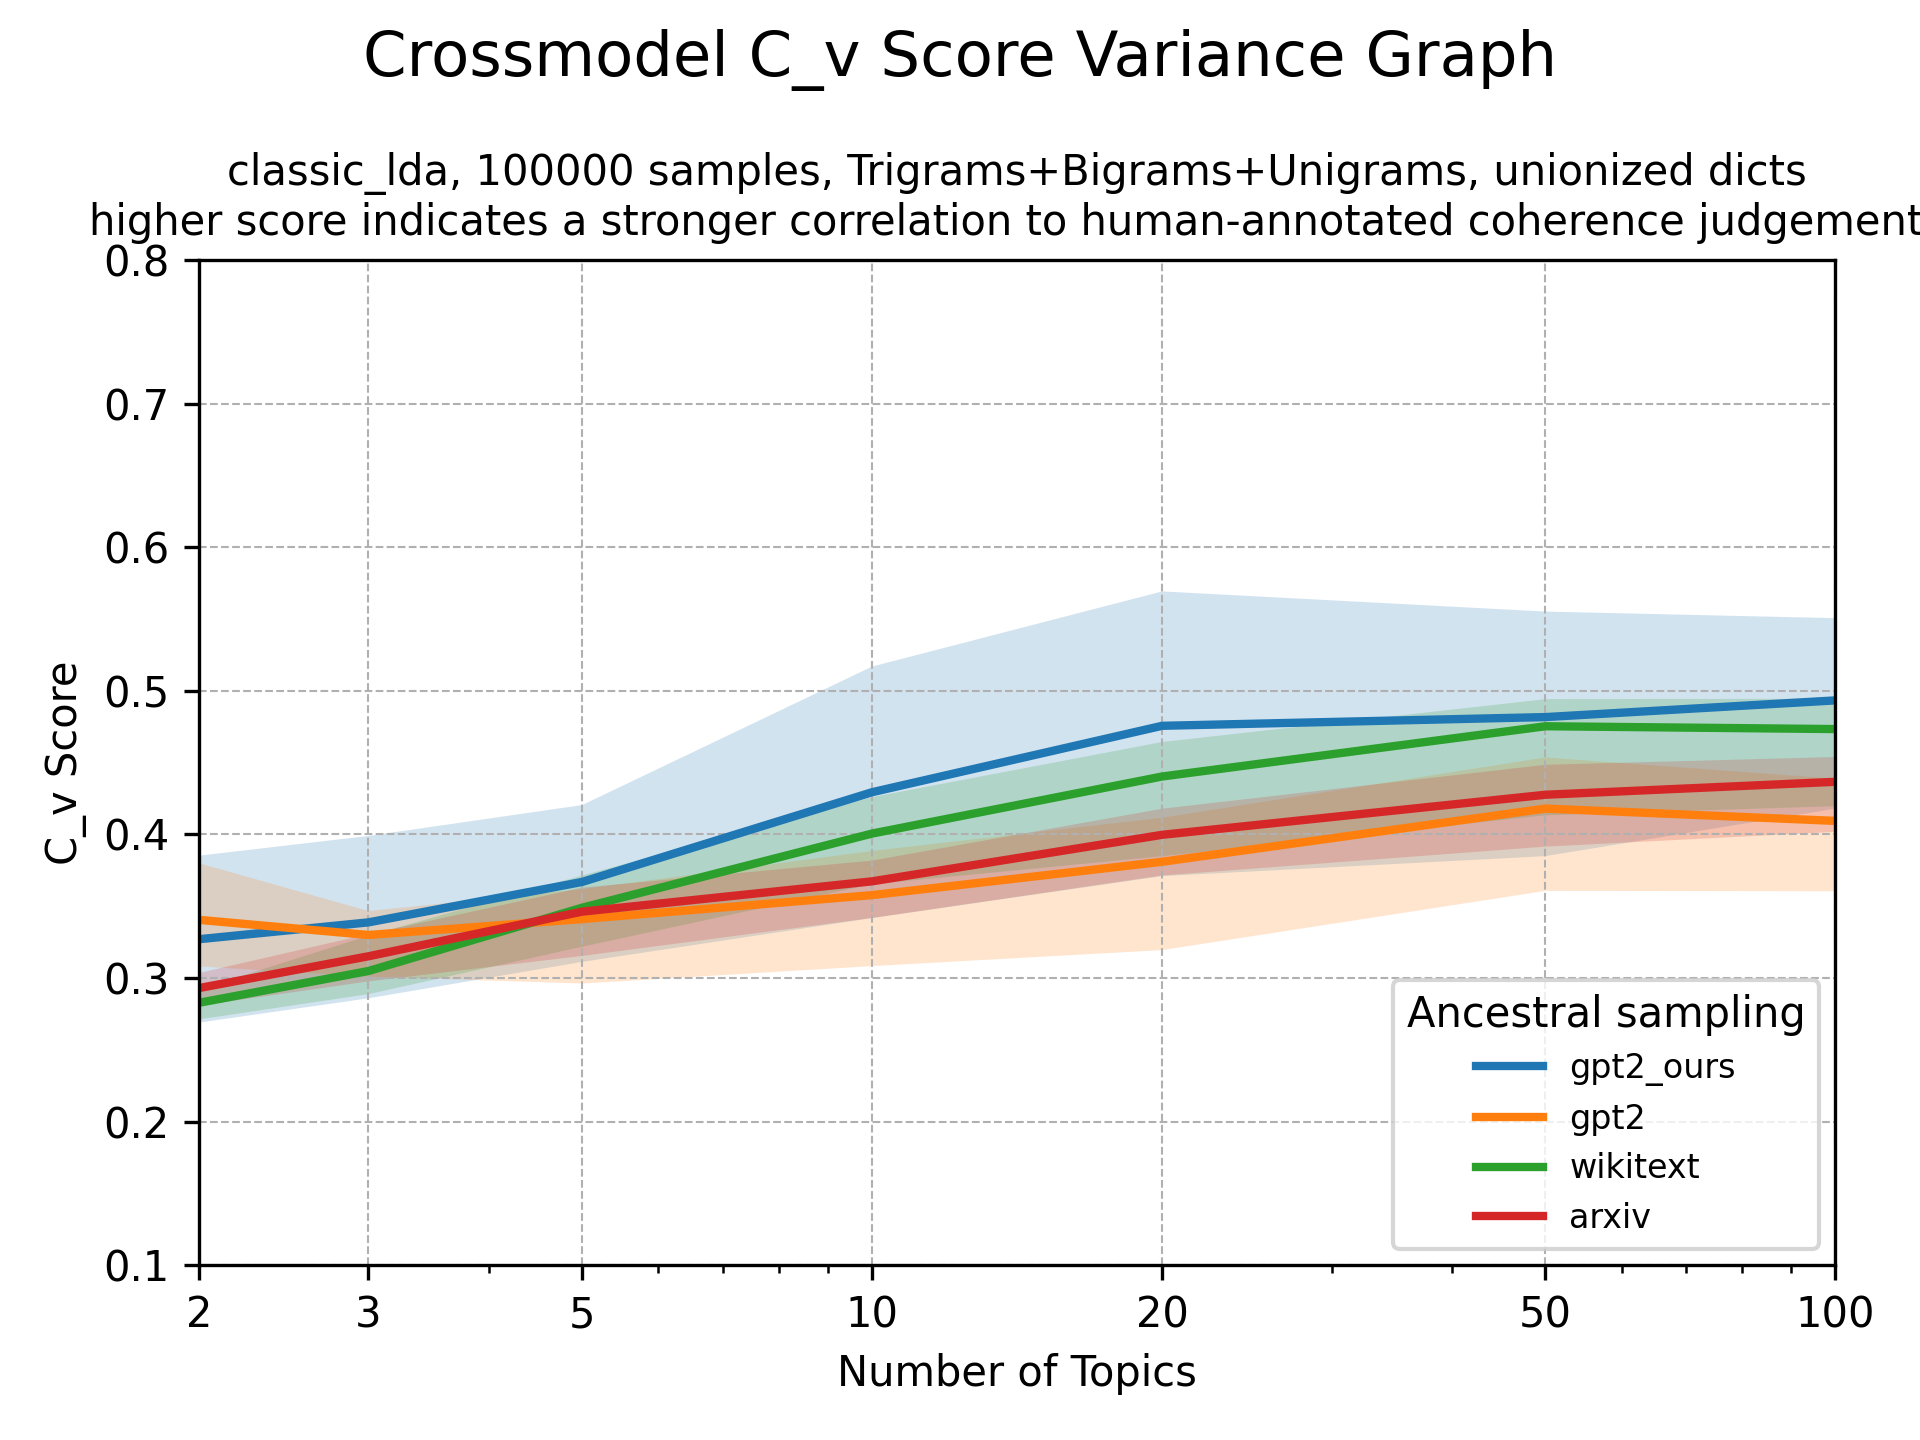 Crossmodel C_v Score Variance Graph
classic_lda, 100000 samples, Trigrams+Bigrams+Unigrams, unionized dicts
higher score indicates a stronger correlation to human-annotated coherence judgement
0.8
0.7
0.6
0.5
0.4
0.3
0.2
0.1
C_v Score
Ancestral sampling
gpt2_ours
gpt2
wikitext
arxiv
2 3 5 10 20 50 100
Number of Topics